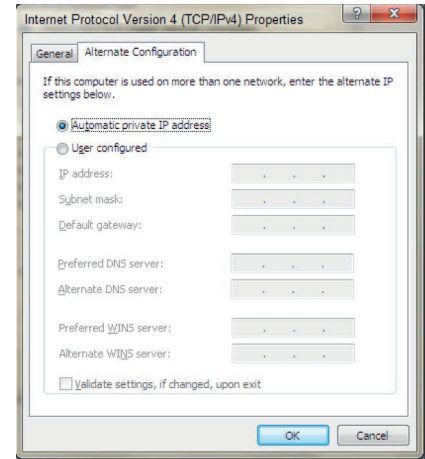 Internet Protocol Version 4 (TCP/IPv4) Properties
General
Alternate Configuration
If this computer is used on more than one network, enter the alternate IP
settings below.
Automatic private IP address
User configured
IP address:
Subnet mask:
Default gateway:
Preferred DNS server:
Alternate DNS server:
Preferred WINS server:
Alternate WINS server:
Validate settings, if changed, upon exit
OK
Cancel